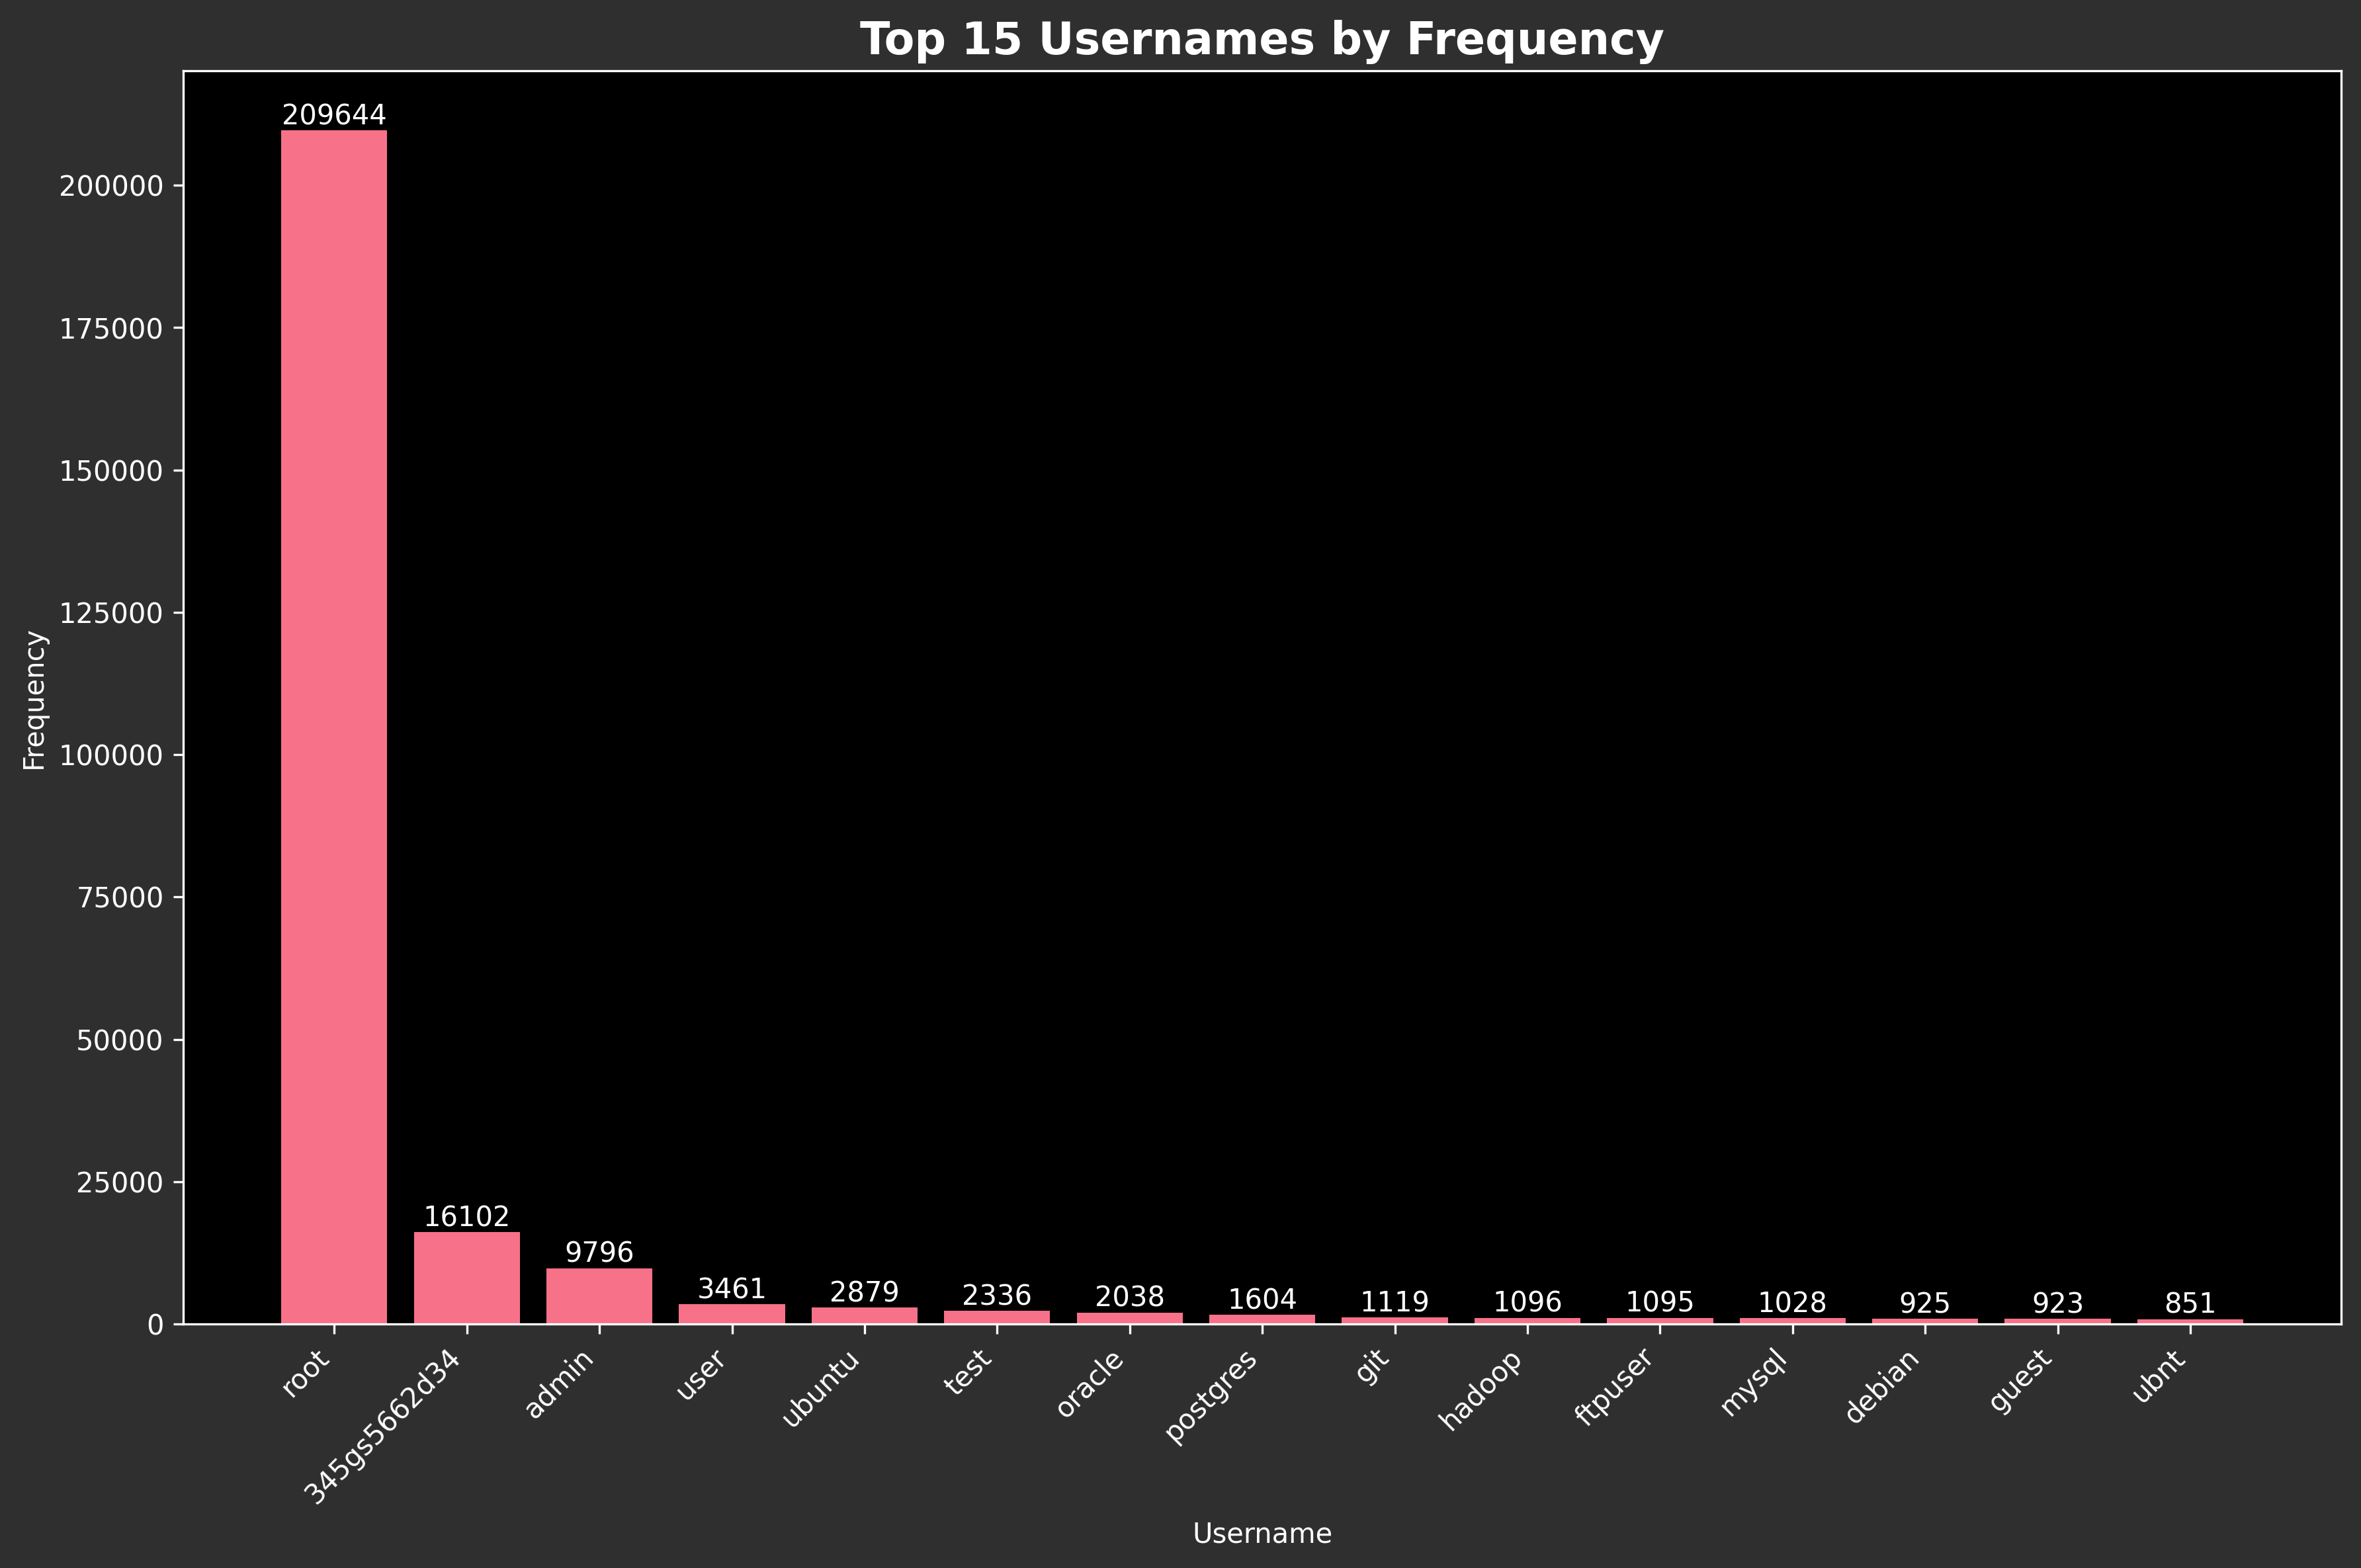 Top 15 Usernames by Frequency
Frequency
200000
175000
150000
125000
100000
75000
50000
25000
0
209644
16102
9796
3461
2879
2336
2038
1604
1119
1096
1095
1028
925
923
851
root
345gs5662d34
admin
user
ubuntu
test
oracle
postgres
git
hadoop
ftpuser
mysql
debian
guest
ubnt
Username